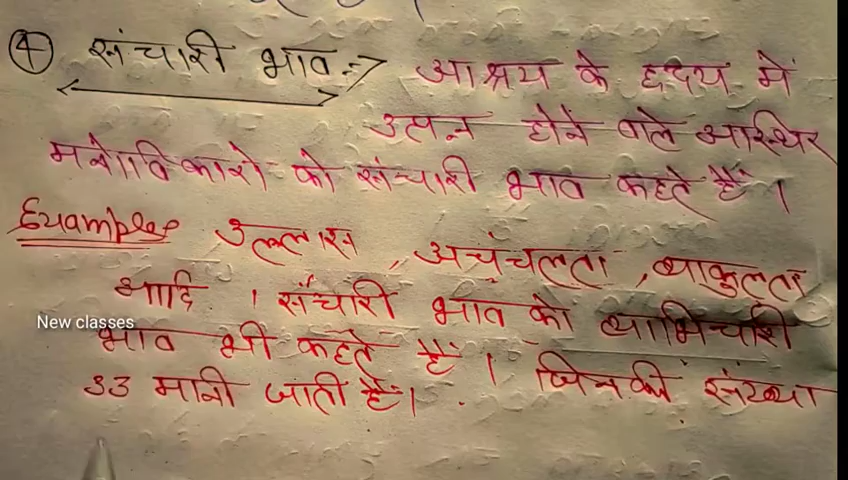 ④ संचारी भाव :-> आश्रय के हृदय में
उत्पन्न होनें वाले अस्थिर
मनोविकारो को संचारी भाव कहते हैं ।
Examples उल्लास , अचंचलता , ब्याकुलता
आदि । संचारी भाव को ब्याभिचारी
New classes
भाव भी कहते हैं । जिनकी संख्या
33 मानी जाती हैं।